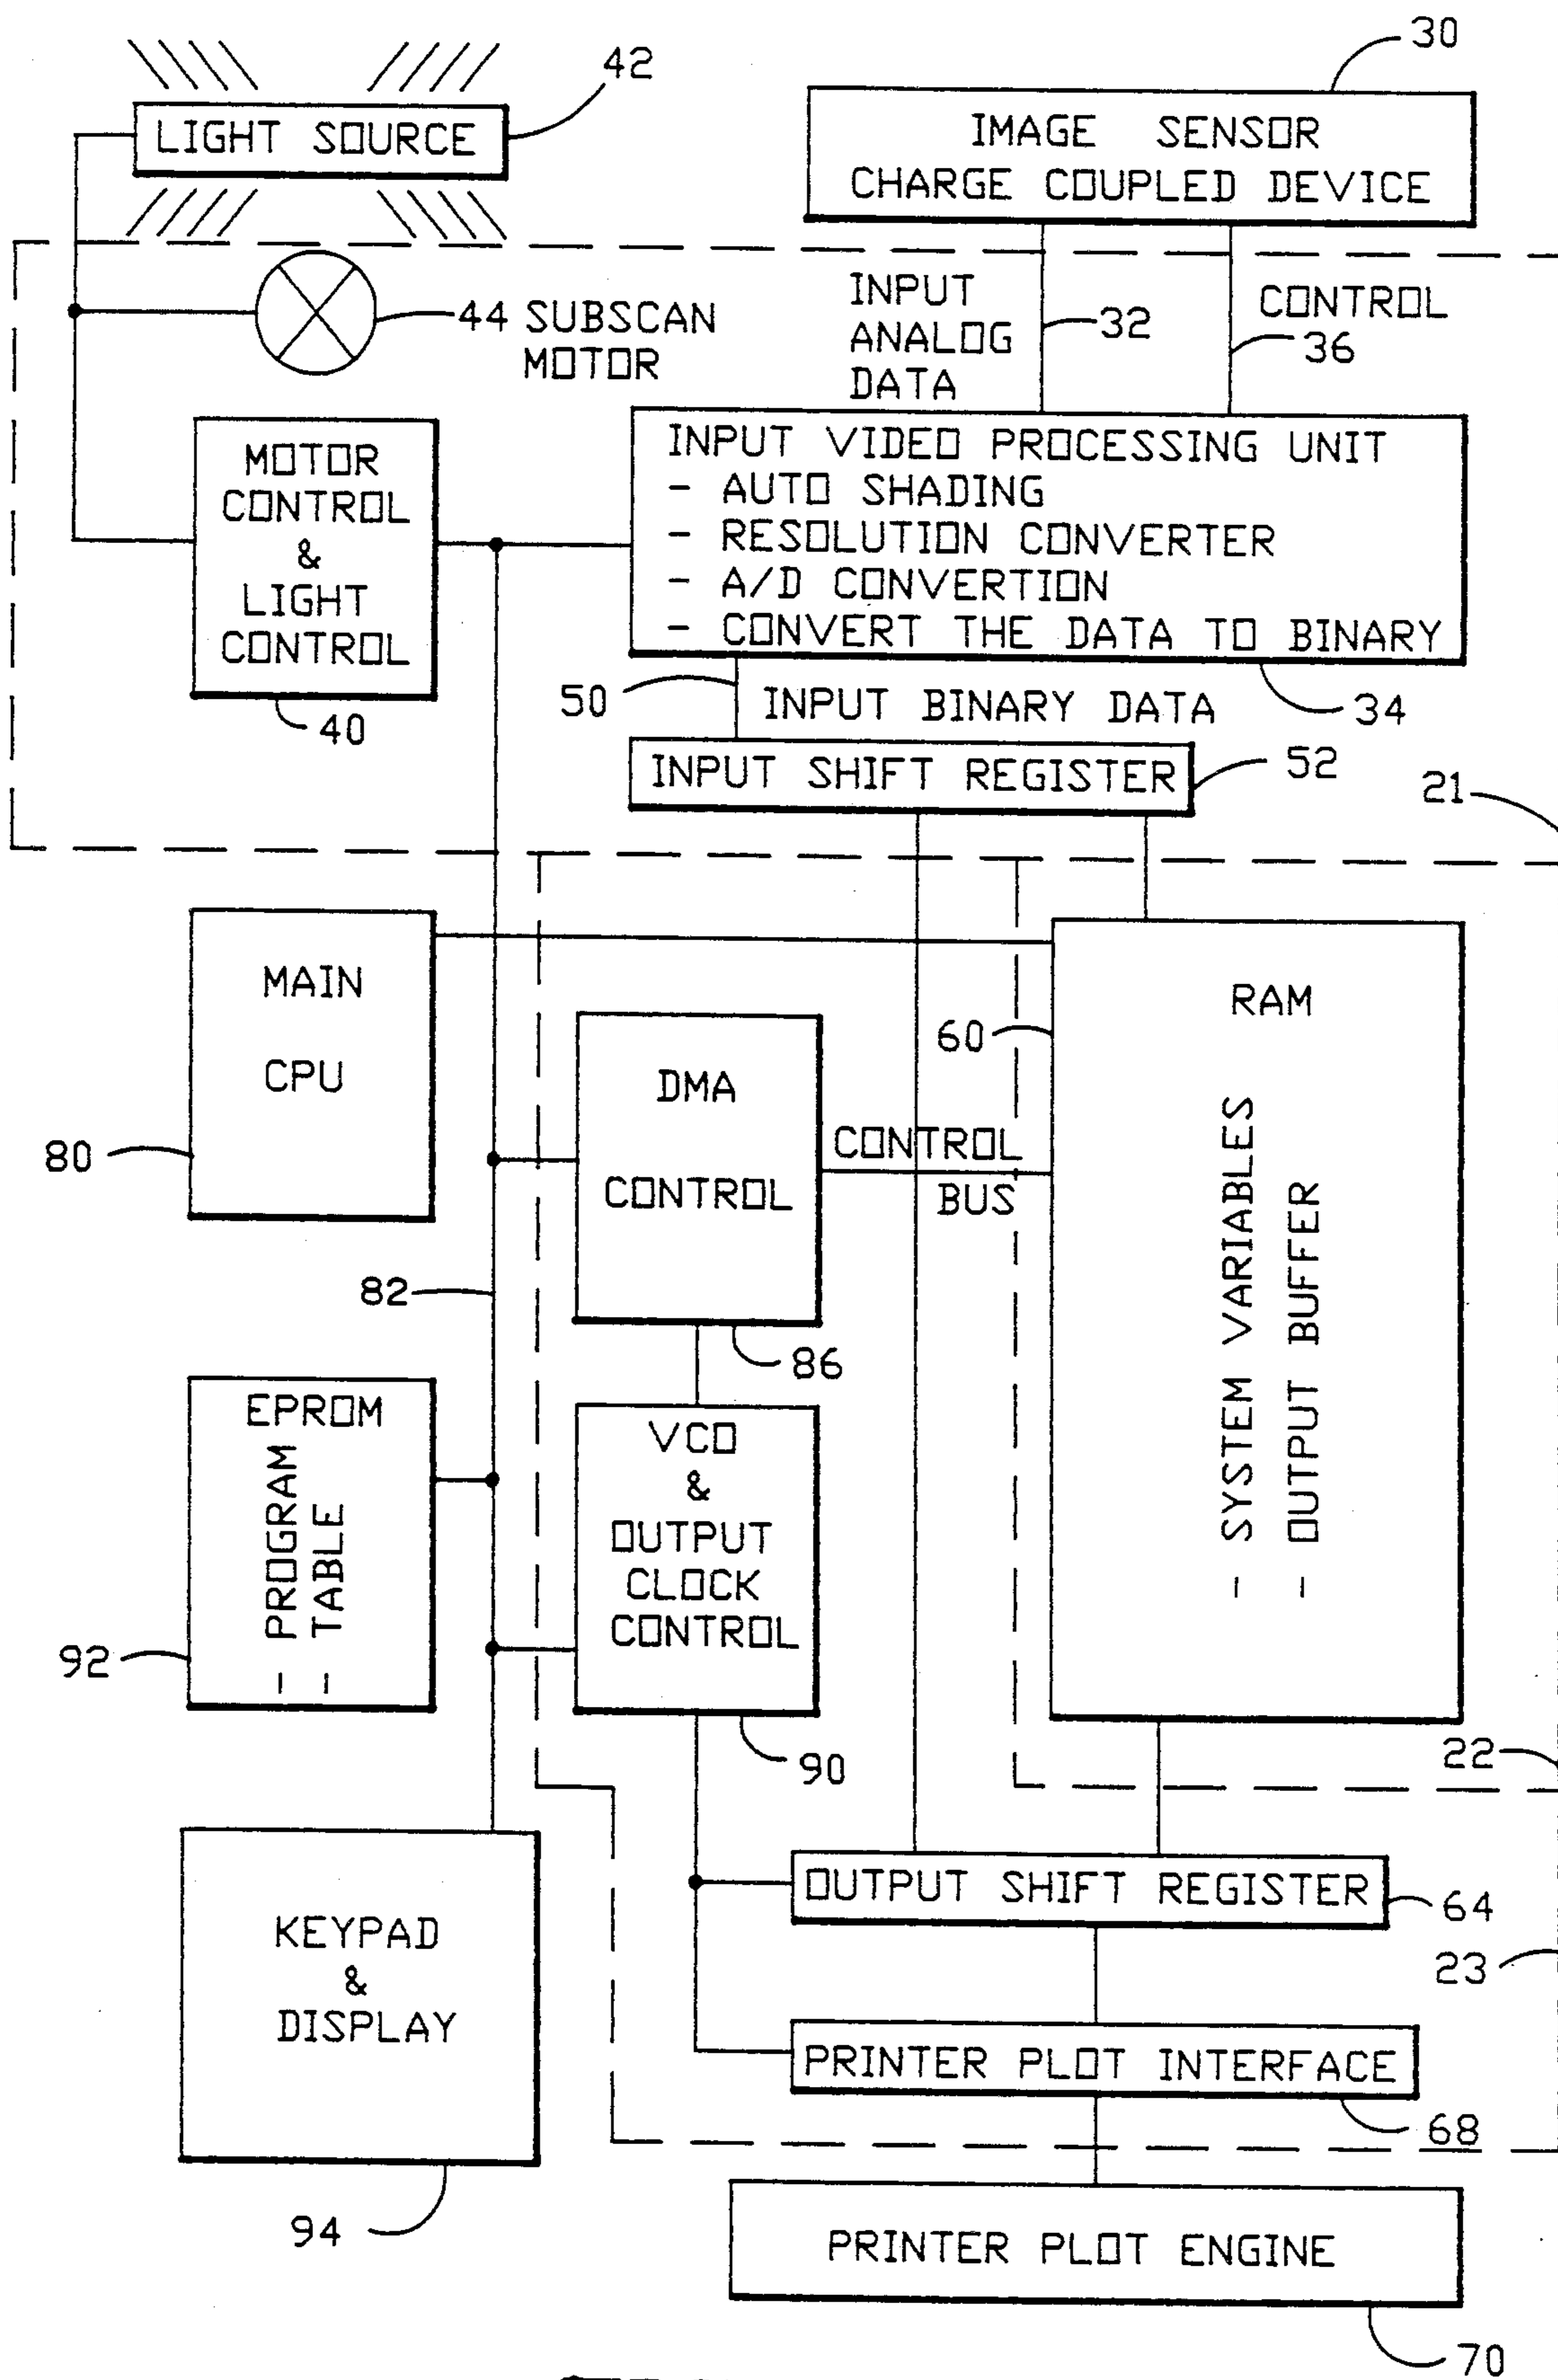 30
42
LIGHT SOURCE
IMAGE SENSOR
CHARGE COUPLED DEVICE
44 SUBSCAN
MOTOR
INPUT
ANALOG
DATA
32
CONTROL
36
MOTOR
CONTROL
&
LIGHT
CONTROL
40
INPUT VIDEO PROCESSING UNIT
- AUTO SHADING
- RESOLUTION CONVERTER
- A/D CONVERTION
- CONVERT THE DATA TO BINARY
50
INPUT BINARY DATA
34
INPUT SHIFT REGISTER
52
21
MAIN
CPU
80
60
RAM
- SYSTEM VARIABLES
- OUTPUT BUFFER
DMA
CONTROL
CONTROL
BUS
82
86
EPROM
- PROGRAM
- TABLE
92
VCO
&
OUTPUT
CLOCK
CONTROL
90
22
OUTPUT SHIFT REGISTER
64
KEYPAD
&
DISPLAY
94
23
PRINTER PLOT INTERFACE
68
PRINTER PLOT ENGINE
70